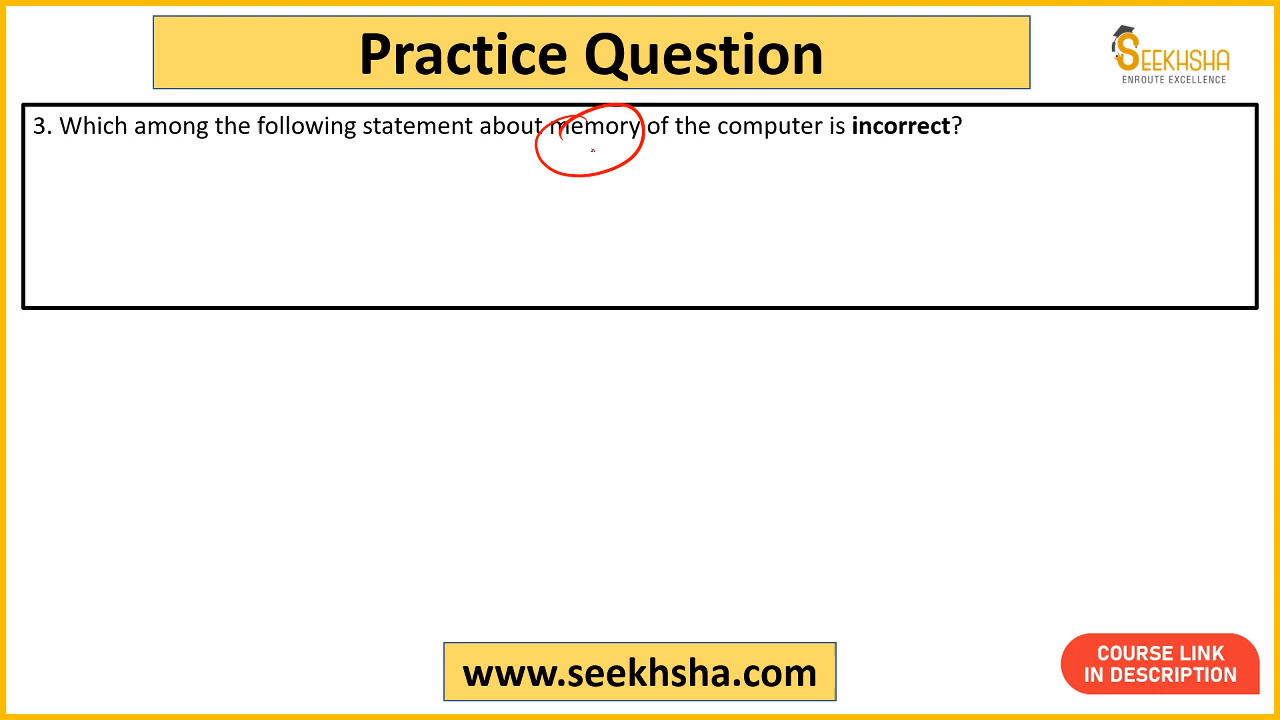 Practice Question
SEEKHSHA
ENROUTE EXCELLENCE
3. Which among the following statement about memory of the computer is incorrect?
www.seekhsha.com
COURSE LINK
IN DESCRIPTION